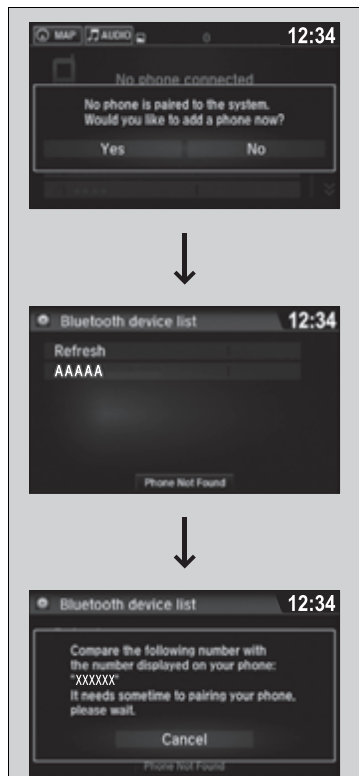 MAP AUDIO 0 12:34
No phone connected
No phone is paired to the system.
Would you like to add a phone now?
Yes No
Bluetooth device list 12:34
Refresh
AAAAA
Phone Not Found
Bluetooth device list 12:34
Compare the following number with
the number displayed on your phone:
"XXXXXX"
It needs sometime to pairing your phone,
please wait.
Cancel
Phone Not Found